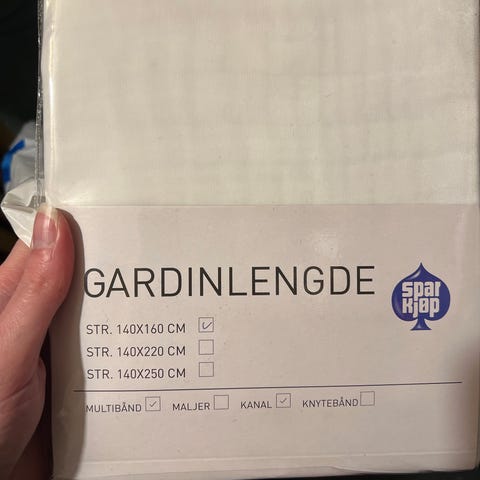 GARDINLENGDE
spar
kjøp
STR. 140X160 CM
STR. 140X220 CM
STR. 140X250 CM
MULTIBÅND MALJER KANAL KNYTEBÅND